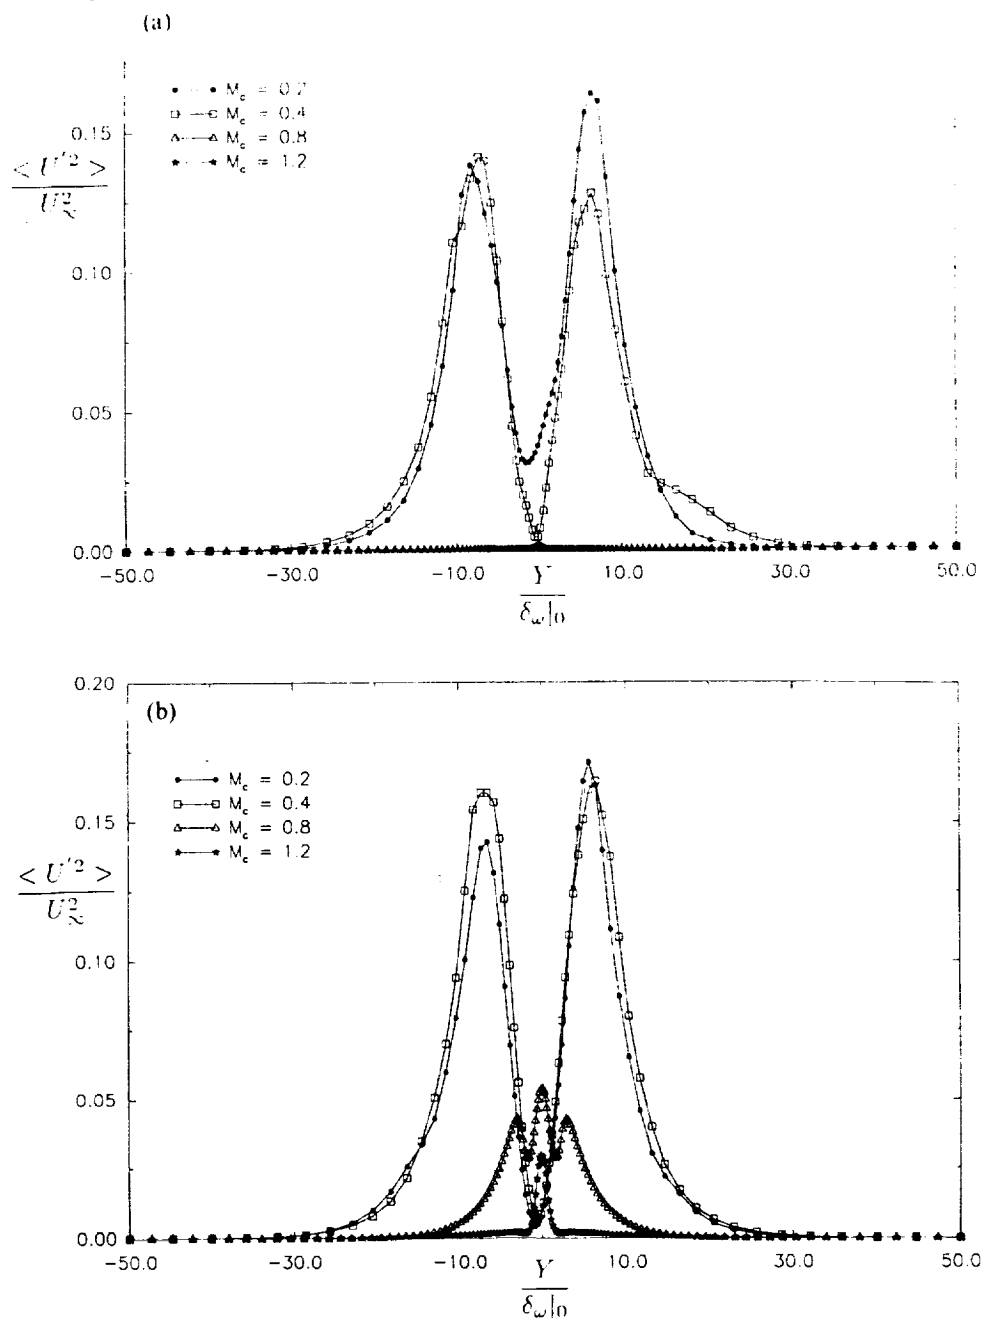 (a)
M_c = 0.2
M_c = 0.4
M_c = 0.8
M_c = 1.2
< U'^2 >
U_∞^2
0.15
0.10
0.05
0.00
-50.0 -30.0 -10.0 10.0 30.0 50.0
Y
δ_ω|0
(b)
M_c = 0.2
M_c = 0.4
M_c = 0.8
M_c = 1.2
< U'^2 >
U_∞^2
0.20
0.15
0.10
0.05
0.00
-50.0 -30.0 -10.0 10.0 30.0 50.0
Y
δ_ω|0